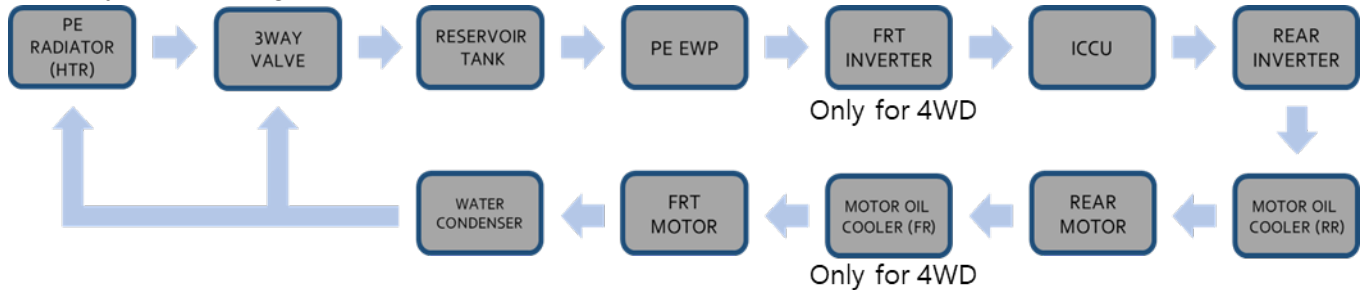 PE
RADIATOR
(HTR)
3WAY
VALVE
RESERVOIR
TANK
PE EWP
FRT
INVERTER
ICCU
REAR
INVERTER
Only for 4WD
WATER
CONDENSER
FRT
MOTOR
MOTOR OIL
COOLER (FR)
REAR
MOTOR
MOTOR OIL
COOLER (RR)
Only for 4WD